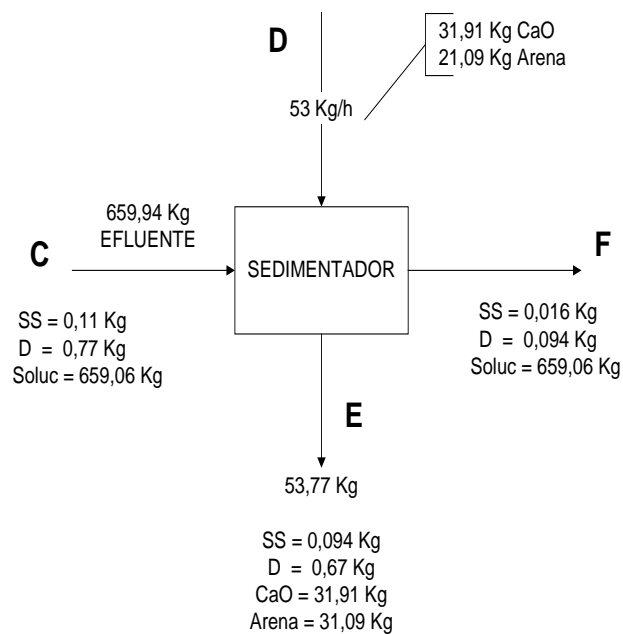 D
31,91 Kg CaO
21,09 Kg Arena
53 Kg/h
659,94 Kg
EFLUENTE
C
SEDIMENTADOR
F
SS = 0,11 Kg
D = 0,77 Kg
Soluc = 659,06 Kg
SS = 0,016 Kg
D = 0,094 Kg
Soluc = 659,06 Kg
E
53,77 Kg
SS = 0,094 Kg
D = 0,67 Kg
CaO = 31,91 Kg
Arena = 31,09 Kg